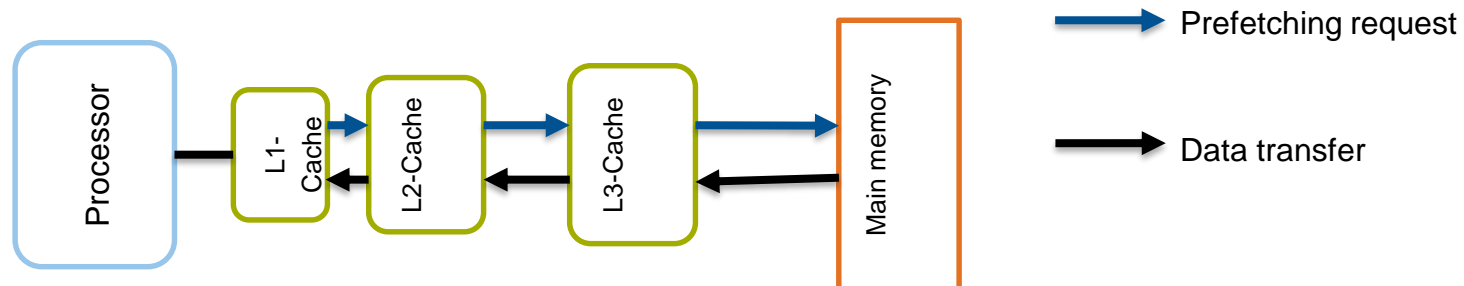 Processor
L1-
Cache
L2-Cache
L3-Cache
Main memory
Prefetching request
Data transfer